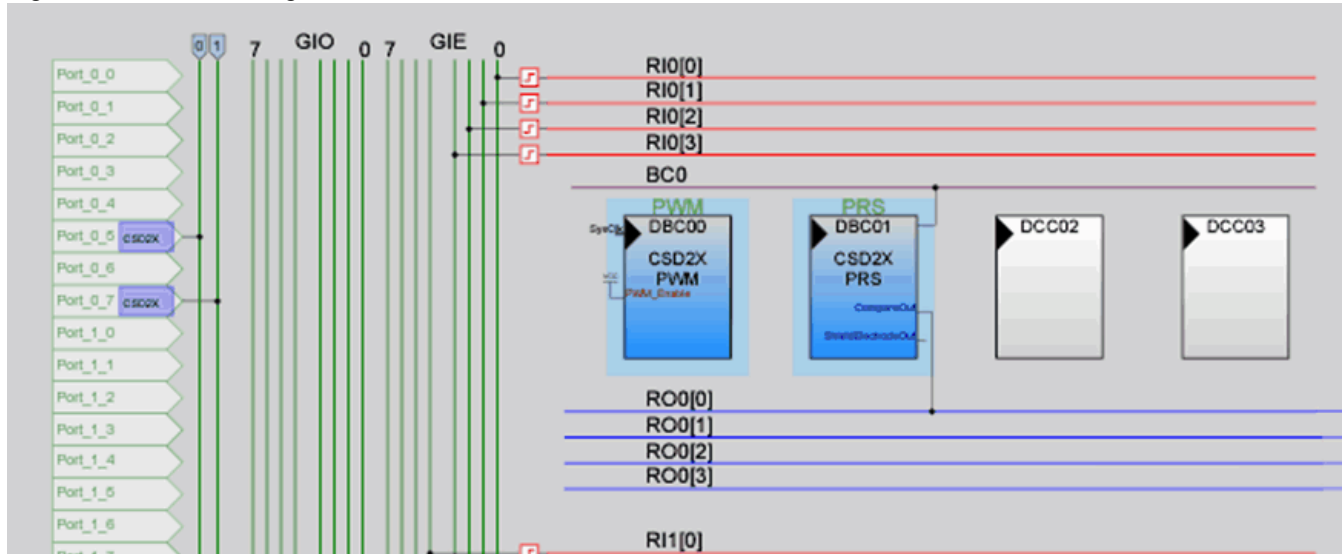 0 1 7 GIO 0 7 GIE 0
Port_0_0
Port_0_1
Port_0_2
Port_0_3
Port_0_4
Port_0_5 CSD2X
Port_0_6
Port_0_7 CSD2X
Port_1_0
Port_1_1
Port_1_2
Port_1_3
Port_1_4
Port_1_5
Port_1_6
RI0[0]
RI0[1]
RI0[2]
RI0[3]
BC0
PWM
SysClk
DBC00
CSD2X
PWM
VCC
PWM_Enable
PRS
DBC01
CSD2X
PRS
CompareOut
ShieldElectrodeOut
DCC02
DCC03
RO0[0]
RO0[1]
RO0[2]
RO0[3]
RI1[0]